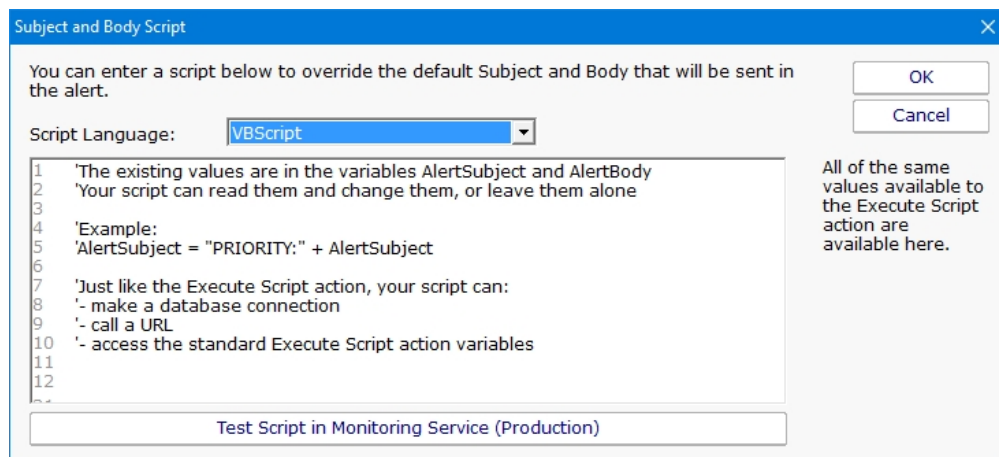 Subject and Body Script
You can enter a script below to override the default Subject and Body that will be sent in
the alert.
OK
Cancel
Script Language:
VBScript
1 'The existing values are in the variables AlertSubject and AlertBody
2 'Your script can read them and change them, or leave them alone
3
4 'Example:
5 'AlertSubject = "PRIORITY:" + AlertSubject
6
7 'Just like the Execute Script action, your script can:
8 '- make a database connection
9 '- call a URL
10 '- access the standard Execute Script action variables
11
12
All of the same
values available to
the Execute Script
action are
available here.
Test Script in Monitoring Service (Production)